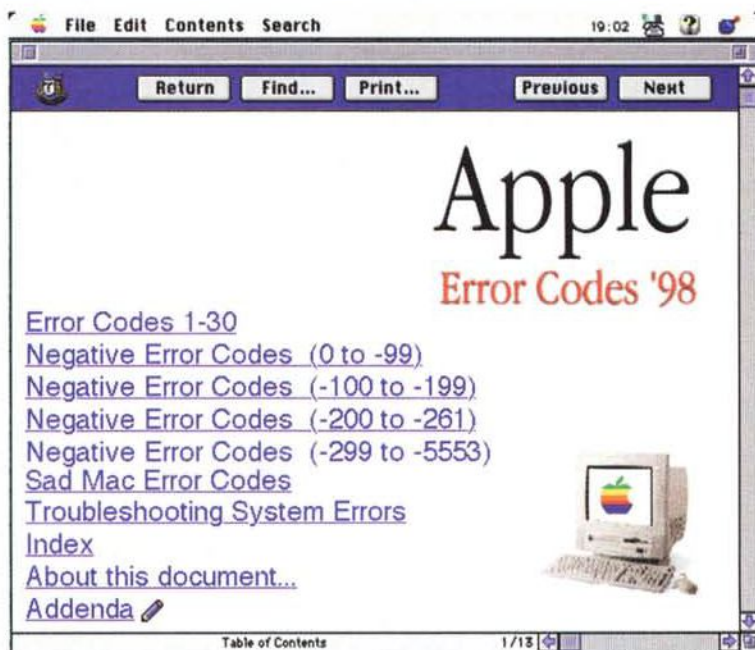 File Edit Contents Search 19:02
Return Find... Print... Previous Next
Apple
Error Codes '98
Error Codes 1-30
Negative Error Codes (0 to -99)
Negative Error Codes (-100 to -199)
Negative Error Codes (-200 to -261)
Negative Error Codes (-299 to -5553)
Sad Mac Error Codes
Troubleshooting System Errors
Index
About this document...
Addenda
Table of Contents 1/13